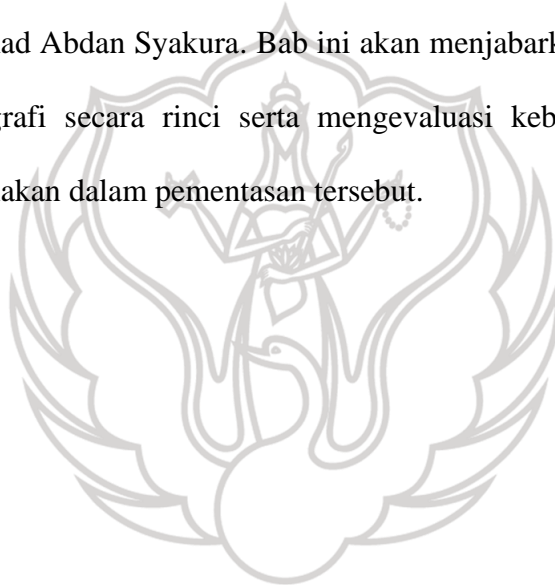 ad Abdan Syakura. Bab ini akan menjabark
grafi secara rinci serta mengevaluasi keb
akan dalam pementasan tersebut.